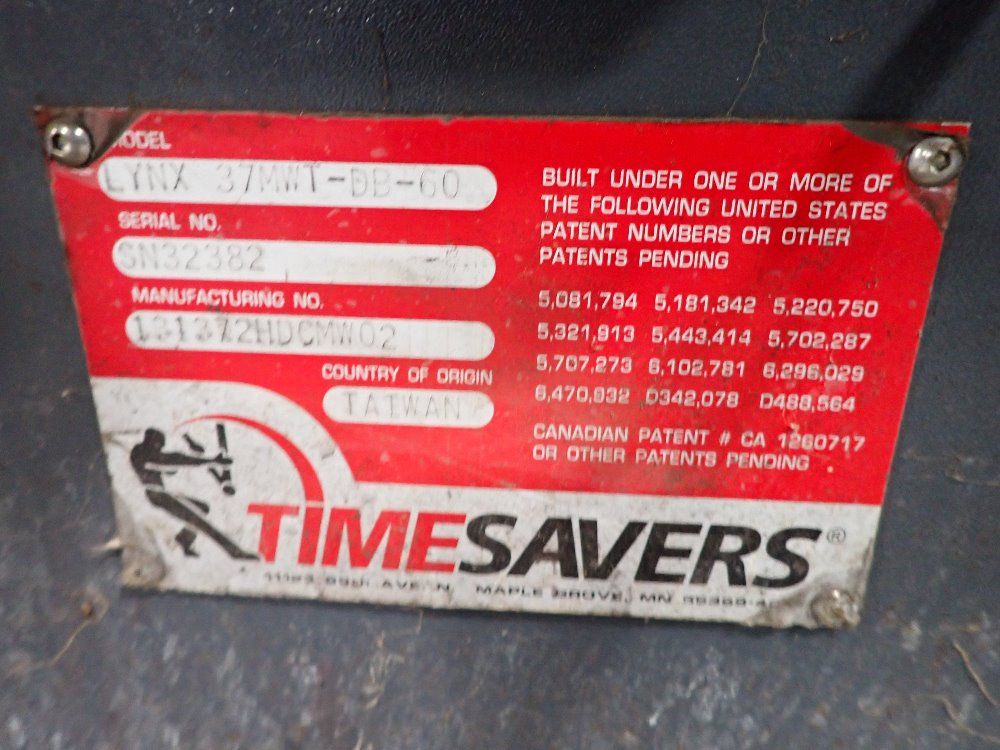 MODEL
LYNX 37MWT-DB-60
SERIAL NO.
SN32382
MANUFACTURING NO.
131372HDCMW02
COUNTRY OF ORIGIN
TAIWAN
BUILT UNDER ONE OR MORE OF
THE FOLLOWING UNITED STATES
PATENT NUMBERS OR OTHER
PATENTS PENDING
5,081,794 5,181,342 5,220,750
5,321,913 5,443,414 5,702,287
5,707,273 6,102,781 6,296,029
6,470,932 D342,078 D488,564
CANADIAN PATENT # CA 1260717
OR OTHER PATENTS PENDING
TIMESAVERS®
AVE. N. MAPLE GROVE, MN